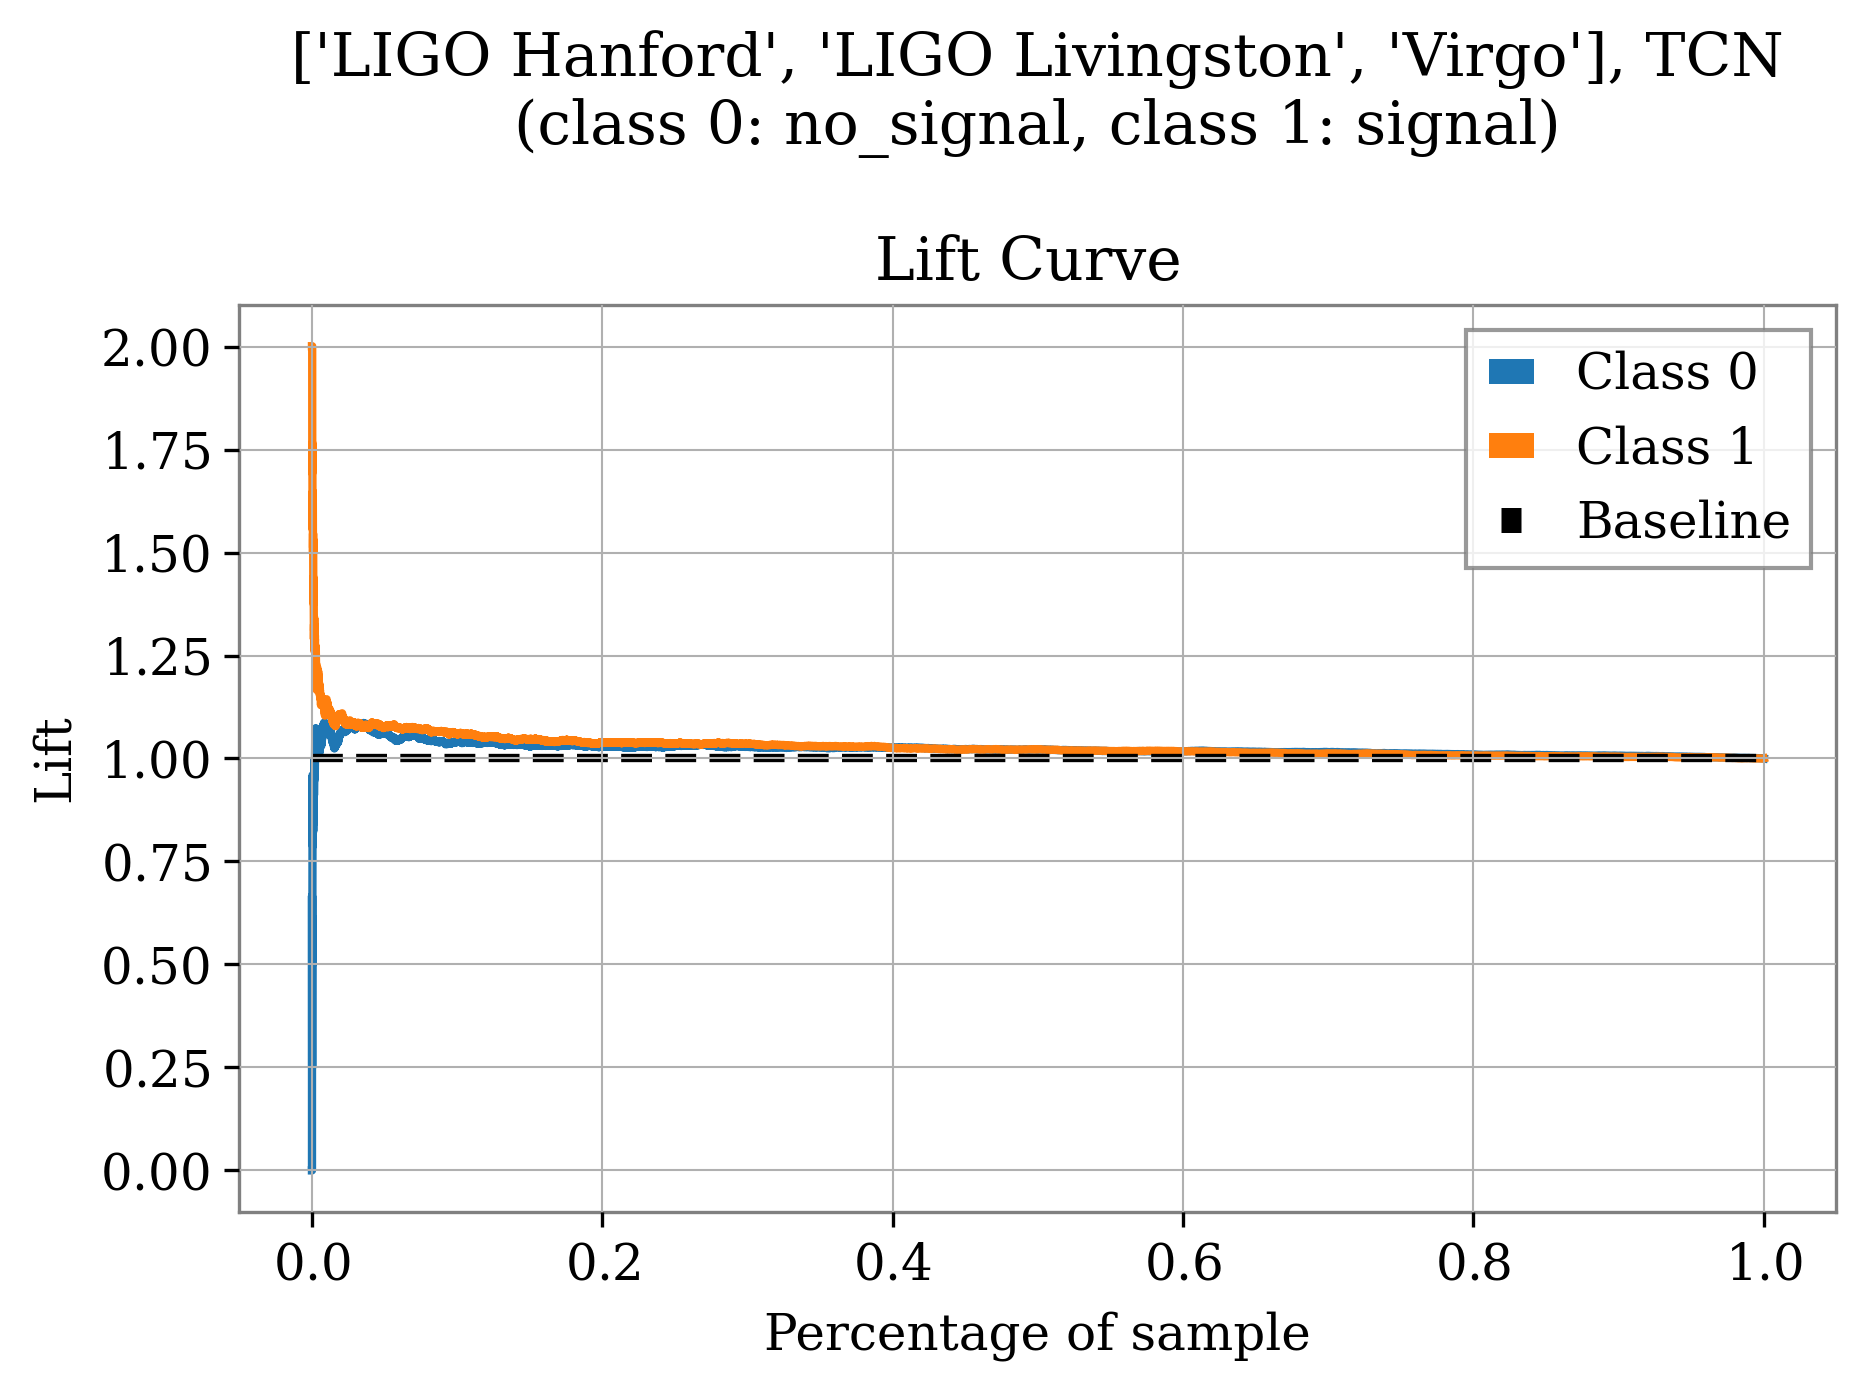 ['LIGO Hanford', 'LIGO Livingston', 'Virgo'], TCN
(class 0: no_signal, class 1: signal)
Lift Curve
2.00
1.75
1.50
1.25
1.00
0.75
0.50
0.25
0.00
Lift
Class 0
Class 1
Baseline
0.0 0.2 0.4 0.6 0.8 1.0
Percentage of sample